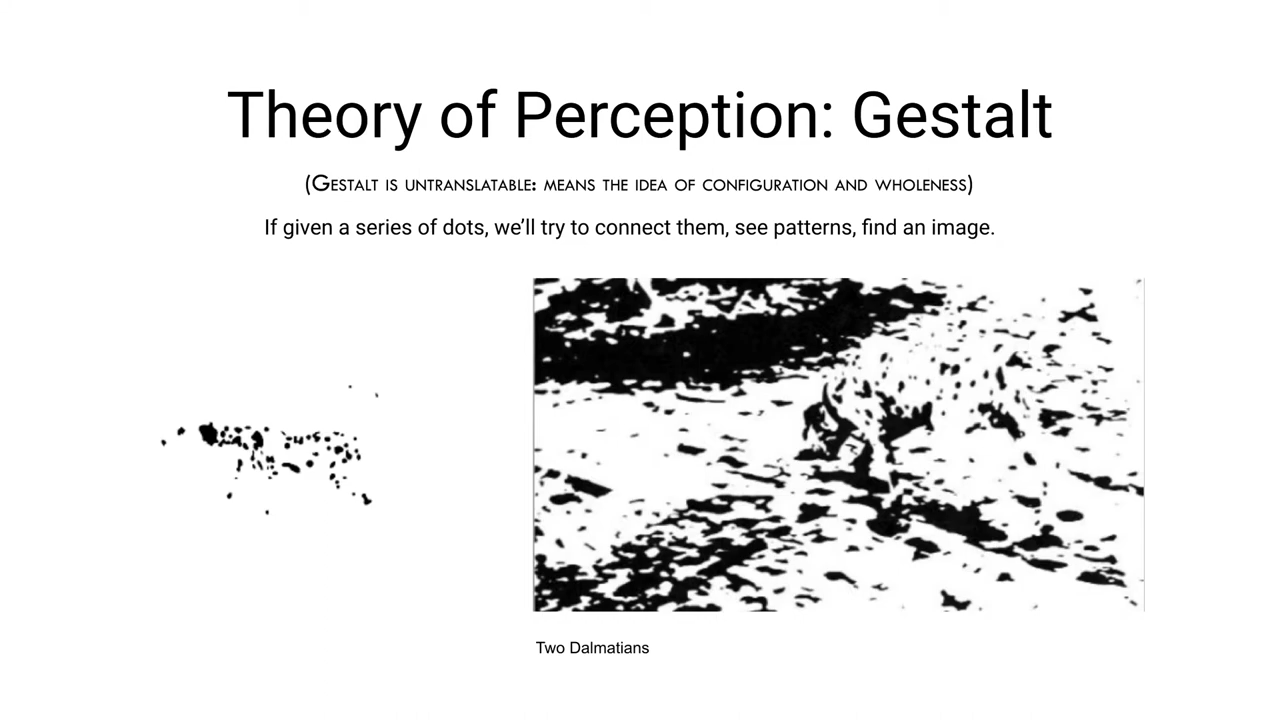 Theory of Perception: Gestalt
(Gestalt is untranslatable: means the idea of configuration and wholeness)
If given a series of dots, we’ll try to connect them, see patterns, find an image.
Two Dalmatians